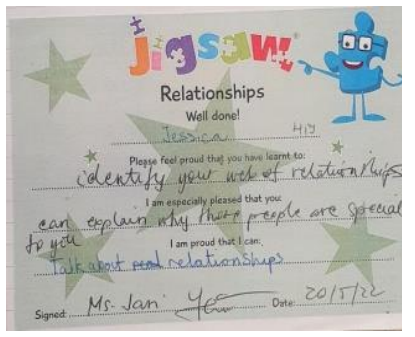 jigsaw
Relationships
Well done!
Jessica
Please feel proud that you have learnt to:
identify your web of relationships
I am especially pleased that you:
can explain why these people are special
to you
I am proud that I can:
Talk about relationships
Signed: Ms. Jari Date: 20/5/22